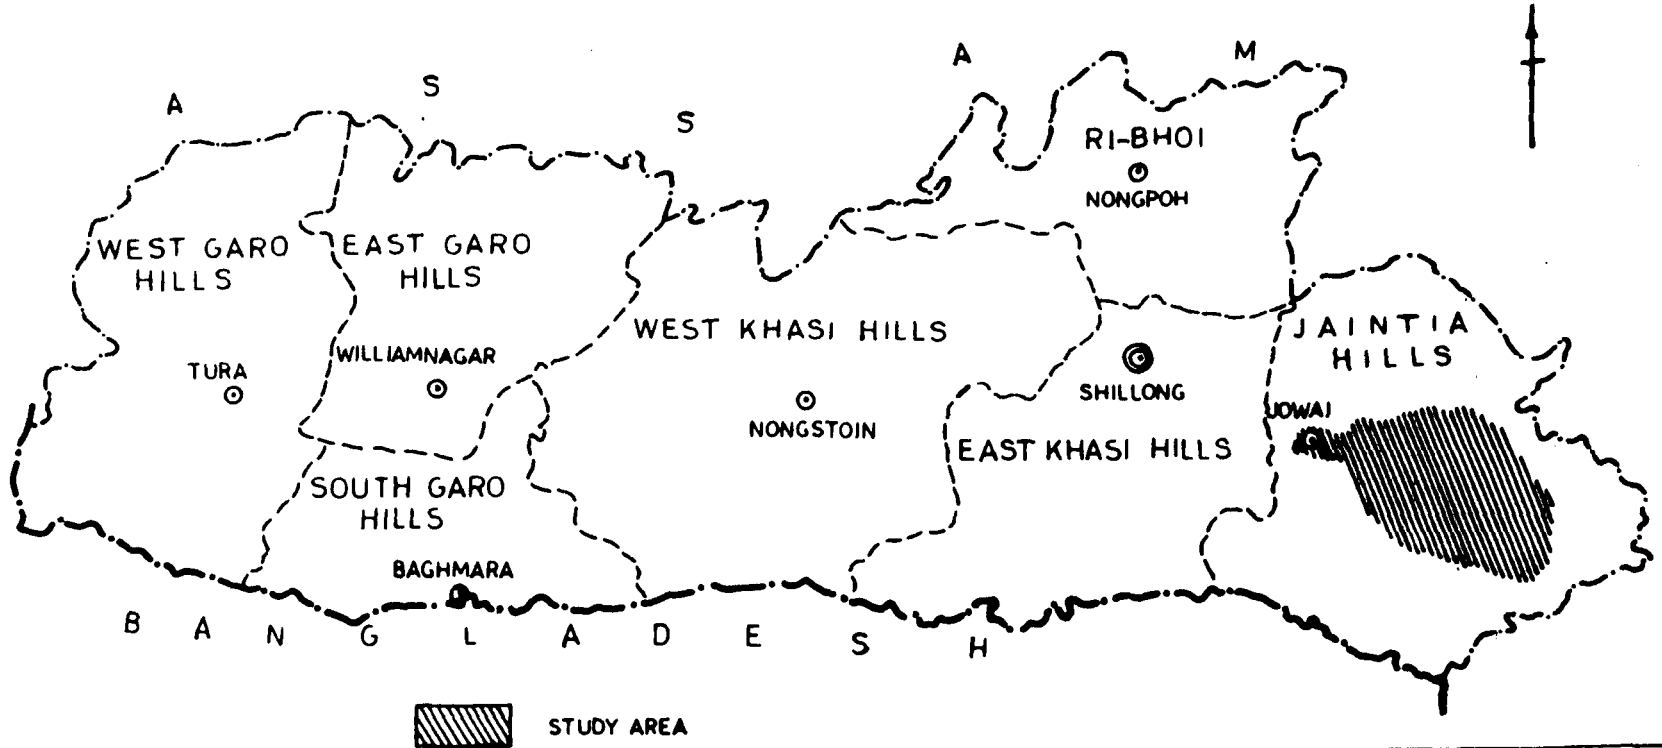 A S S A M
RI-BHOI
NONGPOH
WEST GARO
HILLS
EAST GARO
HILLS
WEST KHASI HILLS
JAINTIA
HILLS
TURA
WILLIAMNAGAR
SHILLONG
NONGSTOIN
JOWAI
EAST KHASI HILLS
SOUTH GARO
HILLS
BAGHMARA
B A N G L A D E S H
STUDY AREA